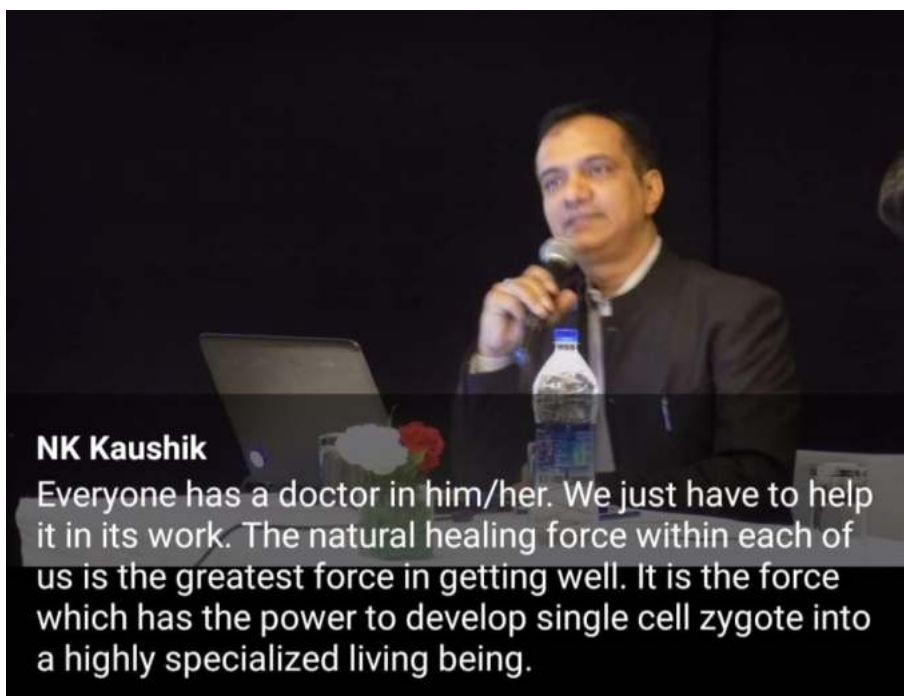 NK Kaushik
Everyone has a doctor in him/her. We just have to help
it in its work. The natural healing force within each of
us is the greatest force in getting well. It is the force
which has the power to develop single cell zygote into
a highly specialized living being.